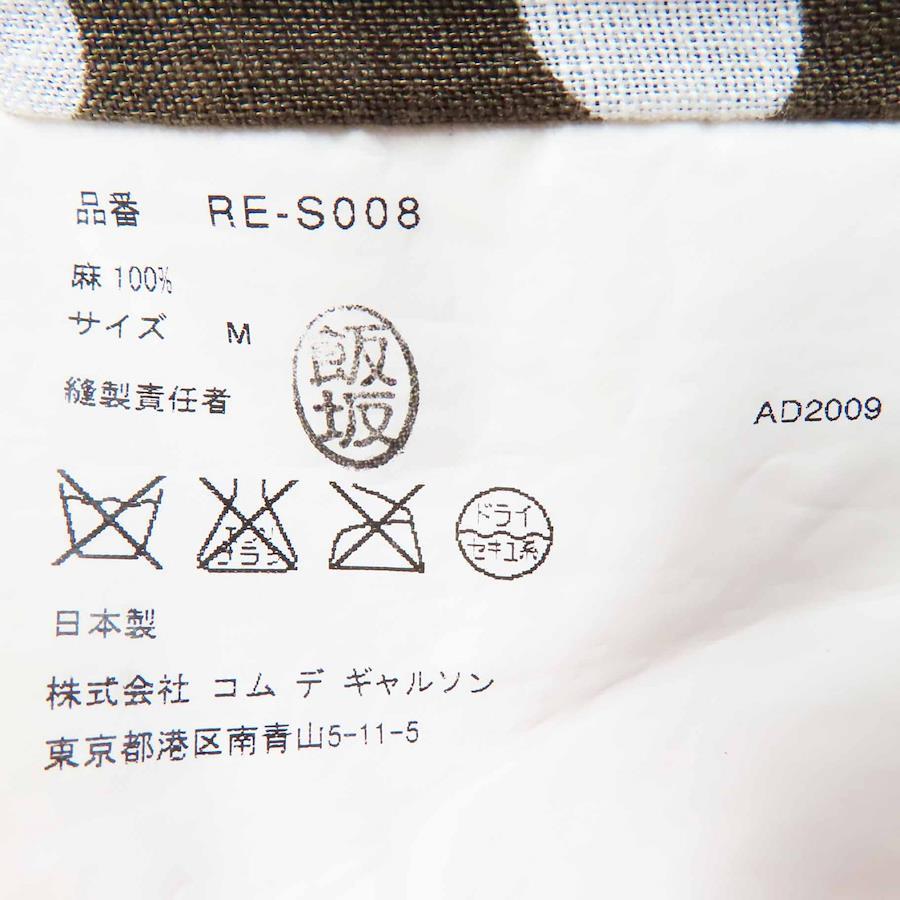 品番 RE-S008
麻 100%
サイズ M
縫製責任者 飯坂
AD2009
エンソ サラシ
ドライ
セキユ系
日本製
株式会社 コム デ ギャルソン
東京都港区南青山5-11-5